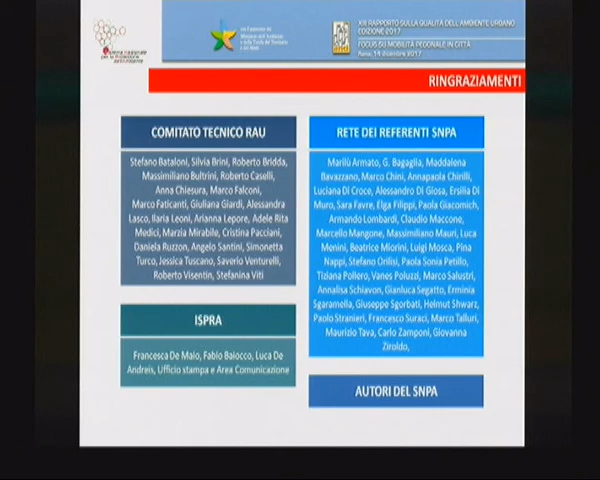 XIII RAPPORTO SULLA QUALITÀ DELL'AMBIENTE URBANO
EDIZIONE 2017
FOCUS SU MOBILITÀ PEDONALE IN CITTÀ
Roma, 14 dicembre 2017
RINGRAZIAMENTI
COMITATO TECNICO RAU
Stefano Bataloni, Silvia Brini, Roberto Bridda,
Massimiliano Bultrini, Roberto Caselli,
Anna Chiesura, Marco Falconi,
Marco Faticanti, Giuliana Giardi, Alessandra
Lasco, Ilaria Leoni, Arianna Lepore, Adele Rita
Medici, Marzia Mirabile, Cristina Pacciani,
Daniela Ruzzon, Angelo Santini, Simonetta
Turco, Jessica Tuscano, Saverio Venturelli,
Roberto Visentin, Stefanina Viti
ISPRA
Francesca De Maio, Fabio Baiocco, Luca De
Andreis, Ufficio stampa e Area Comunicazione
RETE DEI REFERENTI SNPA
Marilù Armato, G. Bagaglia, Maddalena
Bavazzano, Marco Chini, Annapaola Chirilli,
Luciana Di Croce, Alessandro Di Giosa, Ersilia Di
Muro, Sara Favre, Elga Filippi, Paola Giacomich,
Armando Lombardi, Claudio Maccone,
Marcello Mangone, Massimiliano Mauri, Luca
Menini, Beatrice Miorini, Luigi Mosca, Pina
Nappi, Stefano Orilisi, Paola Sonia Petillo,
Tiziana Pollero, Vanes Poluzzi, Marco Salustri,
Annalisa Schiavon, Gianluca Segatto, Erminia
Sgaramella, Giuseppe Sgorbati, Helmut Shwarz,
Paolo Stranieri, Francesco Suraci, Marco Talluri,
Maurizio Tava, Carlo Zamponi, Giovanna
Ziroldo,
AUTORI DEL SNPA